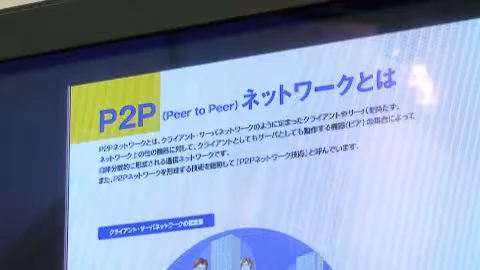 P2P (Peer to Peer) ネットワークとは
P2Pネットワークとは、クライアント・サーバネットワークのように定まったクライアントやサーバを持たず、
ネットワーク上の他の機器に対して、クライアントとしてもサーバとしても動作する機器(ピア)の集合によって
自律分散的に形成される通信ネットワークです。
また、P2Pネットワークを形成する技術を総称して「P2Pネットワーク技術」と呼んでいます。
クライアント・サーバネットワークの概念図